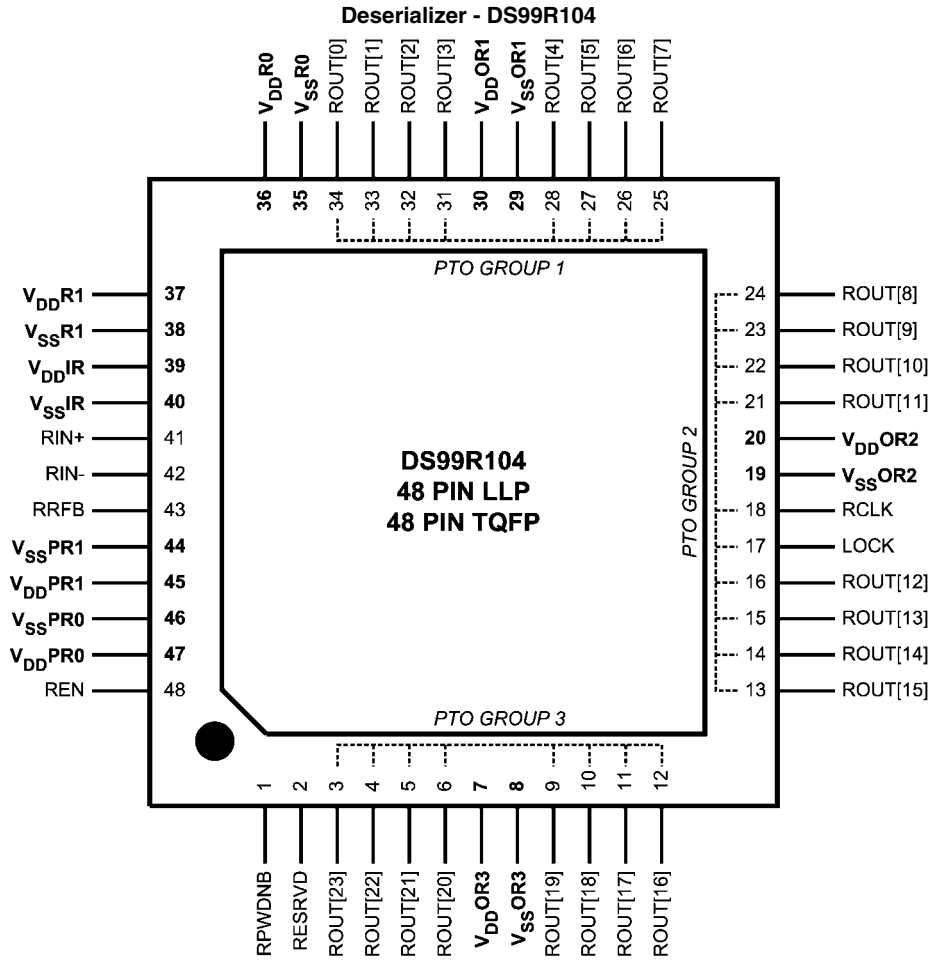 Deserializer - DS99R104
VDDR0
VSSR0
ROUT[0]
ROUT[1]
ROUT[2]
ROUT[3]
VDDOR1
VSSOR1
ROUT[4]
ROUT[5]
ROUT[6]
ROUT[7]
36
35
34
33
32
31
30
29
28
27
26
25
PTO GROUP 1
VDDR1 37
VSSR1 38
VDDIR 39
VSSIR 40
RIN+ 41
RIN- 42
RRFB 43
VSSPR1 44
VDDPR1 45
VSSPR0 46
VDDPR0 47
REN 48
DS99R104
48 PIN LLP
48 PIN TQFP
PTO GROUP 2
24 ROUT[8]
23 ROUT[9]
22 ROUT[10]
21 ROUT[11]
20 VDDOR2
19 VSSOR2
18 RCLK
17 LOCK
16 ROUT[12]
15 ROUT[13]
14 ROUT[14]
13 ROUT[15]
PTO GROUP 3
1
2
3
4
5
6
7
8
9
10
11
12
RPWDNB
RESRVD
ROUT[23]
ROUT[22]
ROUT[21]
ROUT[20]
VDDOR3
VSSOR3
ROUT[19]
ROUT[18]
ROUT[17]
ROUT[16]